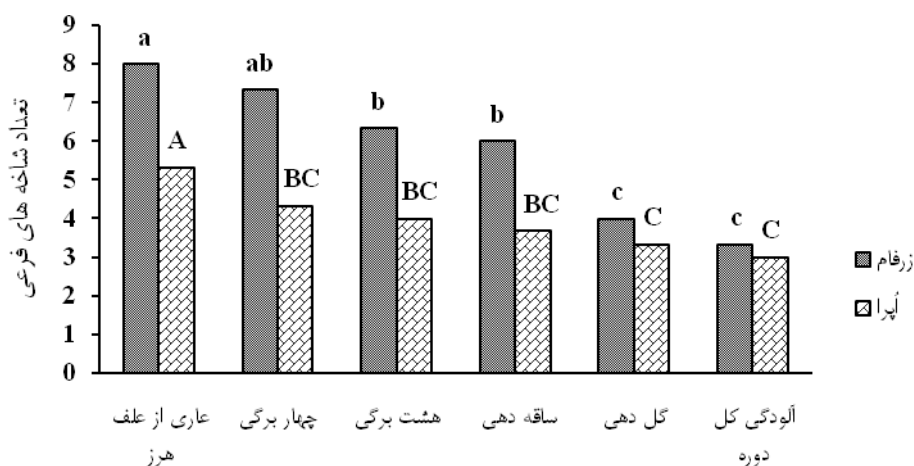 تعداد شاخه های فرعی
9
8
7
6
5
4
3
2
1
0
a
A
ab
BC
b
BC
b
BC
c
C
c
C
زرفام
اُپرا
عاری از علف هرز
چهار برگی
هشت برگی
ساقه دهی
گل دهی
آلودگی کل دوره